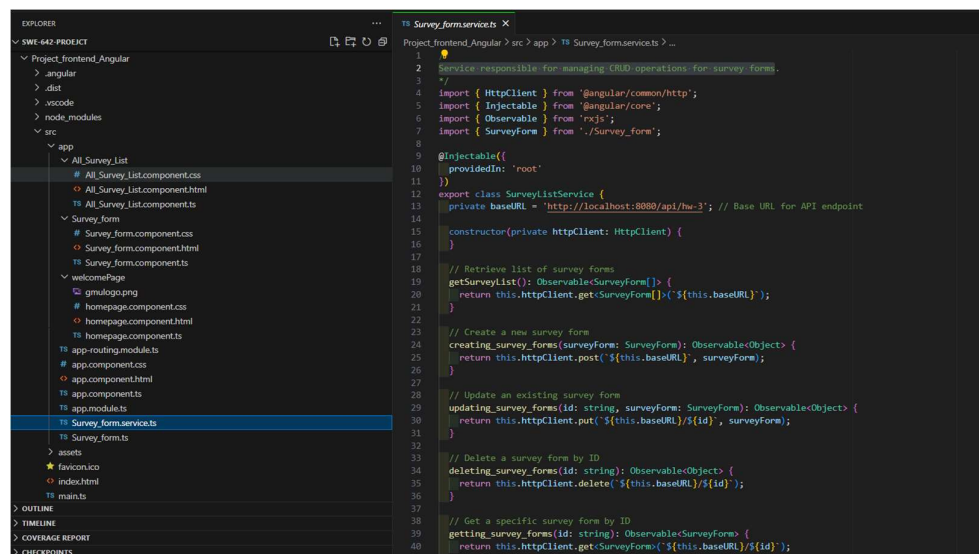 EXPLORER
SWE-642-PROEJCT
Project_frontend_Angular
.angular
.dist
.vscode
node_modules
src
app
All_Survey_List
# All_Survey_List.component.css
<> All_Survey_List.component.html
TS All_Survey_List.component.ts
Survey_form
# Survey_form.component.css
<> Survey_form.component.html
TS Survey_form.component.ts
welcomePage
gmulogo.png
# homepage.component.css
<> homepage.component.html
TS homepage.component.ts
TS app-routing.module.ts
# app.component.css
<> app.component.html
TS app.component.ts
TS app.module.ts
TS Survey_form.service.ts
TS Survey_form.ts
assets
favicon.ico
<> index.html
TS main.ts
OUTLINE
TIMELINE
COVERAGE REPORT
CHECKPOINTS
TS Survey_form.service.ts
Project_frontend_Angular > src > app > TS Survey_form.service.ts > ...
1
2 Service responsible for managing CRUD operations for survey forms.
3 */
4 import { HttpClient } from '@angular/common/http';
5 import { Injectable } from '@angular/core';
6 import { Observable } from 'rxjs';
7 import { SurveyForm } from './Survey_form';
8
9 @Injectable({
10 providedIn: 'root'
11 })
12 export class SurveyListService {
13 private baseURL = 'http://localhost:8080/api/hw-3'; // Base URL for API endpoint
14
15 constructor(private httpClient: HttpClient) {
16 }
17
18 // Retrieve list of survey forms
19 getSurveyList(): Observable<SurveyForm[]> {
20 return this.httpClient.get<SurveyForm[]>(`${this.baseURL}`);
21 }
22
23 // Create a new survey form
24 creating_survey_forms(surveyForm: SurveyForm): Observable<Object> {
25 return this.httpClient.post(`${this.baseURL}`, surveyForm);
26 }
27
28 // Update an existing survey form
29 updating_survey_forms(id: string, surveyForm: SurveyForm): Observable<Object> {
30 return this.httpClient.put(`${this.baseURL}/${id}`, surveyForm);
31 }
32
33 // Delete a survey form by ID
34 deleting_survey_forms(id: string): Observable<Object> {
35 return this.httpClient.delete(`${this.baseURL}/${id}`);
36 }
37
38 // Get a specific survey form by ID
39 getting_survey_forms(id: string): Observable<SurveyForm> {
40 return this.httpClient.get<SurveyForm>(`${this.baseURL}/${id}`);